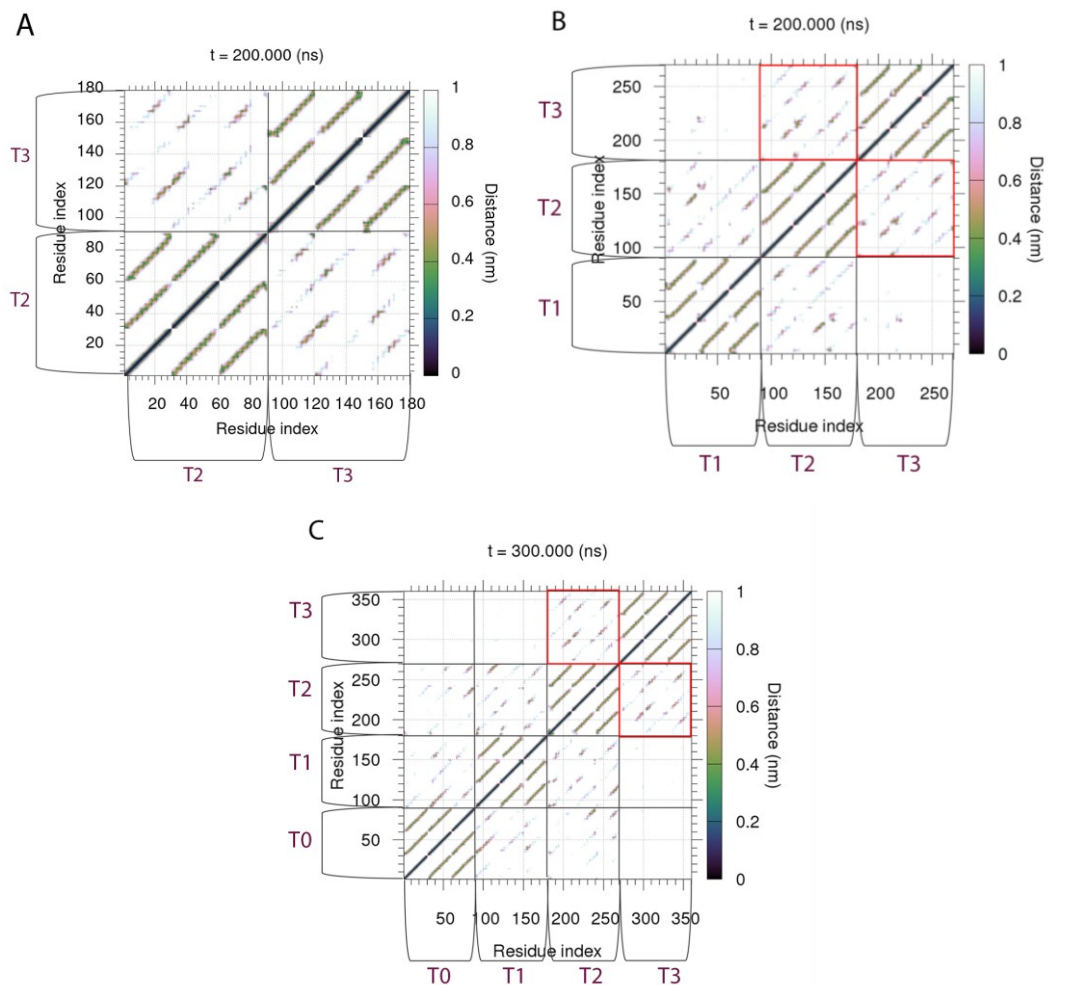 A
t = 200.000 (ns)
180
160
140
120
100
80
60
40
20
T3
T2
Residue index
20 40 60 80 100 120 140 160 180
Residue index
T2 T3
1
0.8
0.6
0.4
0.2
0
Distance (nm)
B
t = 200.000 (ns)
250
200
150
100
50
T3
T2
T1
Residue index
50 100 150 200 250
Residue index
T1 T2 T3
1
0.8
0.6
0.4
0.2
0
Distance (nm)
C
t = 300.000 (ns)
350
300
250
200
150
100
50
T3
T2
T1
T0
Residue index
50 100 150 200 250 300 350
Residue index
T0 T1 T2 T3
1
0.8
0.6
0.4
0.2
0
Distance (nm)